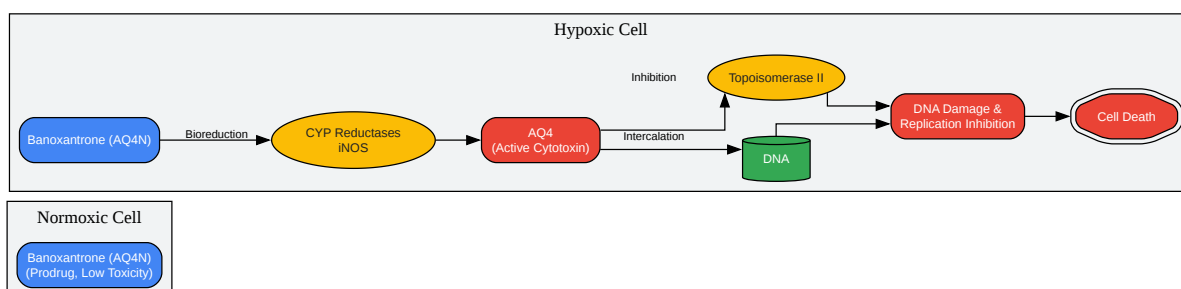 Hypoxic Cell
Banoxantrone (AQ4N)
Bioreduction
CYP Reductases
iNOS
AQ4
(Active Cytotoxin)
Inhibition
Intercalation
Topoisomerase II
DNA
DNA Damage &
Replication Inhibition
Cell Death
Normoxic Cell
Banoxantrone (AQ4N)
(Prodrug, Low Toxicity)